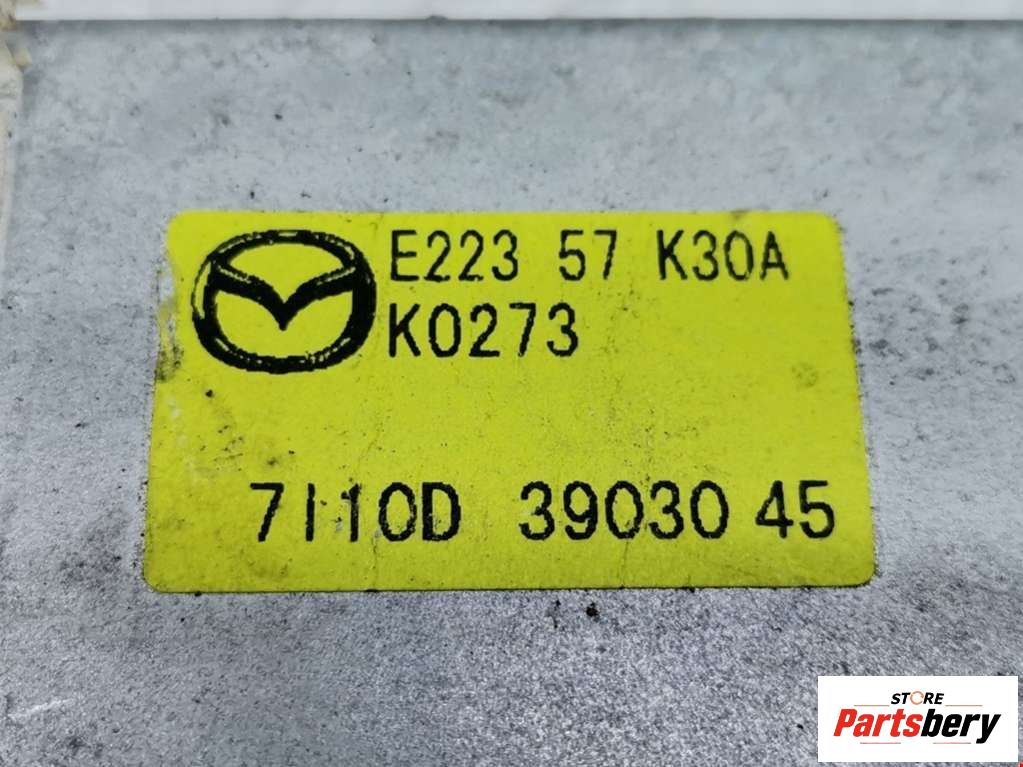 E223 57 K30A
K0273
7I10D 39030 45
STORE
Partsbery